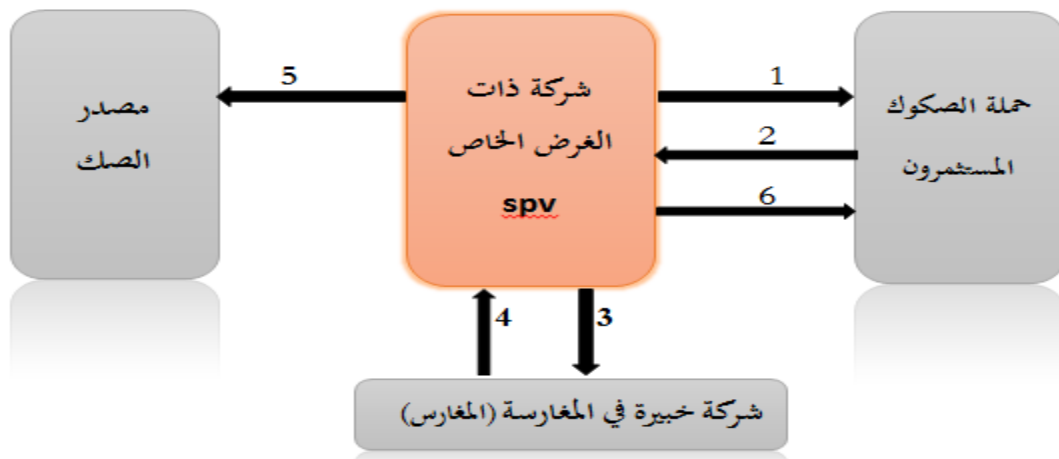 حملة الصكوك
المستثمرون
1
2
6
شركة ذات
الغرض الخاص
spv
5
مصدر
الصك
4
3
شركة خبيرة في المغارسة (المغارس)